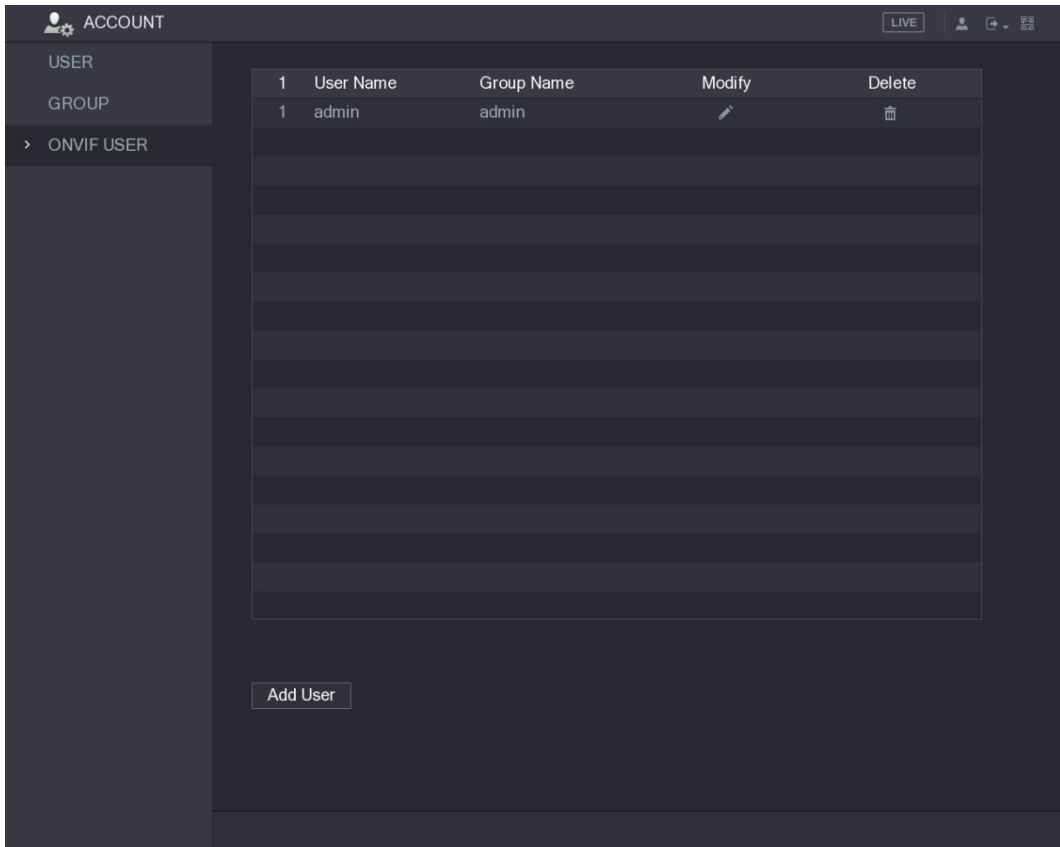 ACCOUNT LIVE
USER
GROUP
ONVIF USER
1 User Name Group Name Modify Delete
1 admin admin
Add User